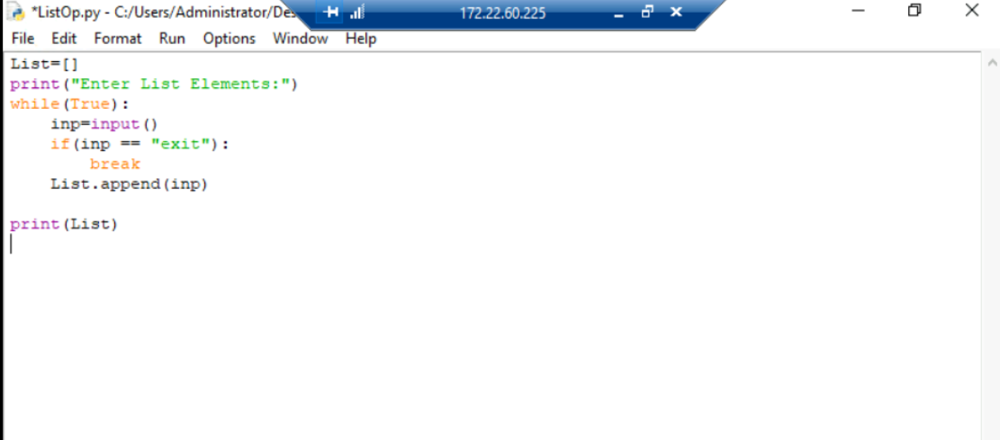 *ListOp.py - C:/Users/Administrator/Des
172.22.60.225
File Edit Format Run Options Window Help
List=[]
print("Enter List Elements:")
while(True):
    inp=input()
    if(inp == "exit"):
        break
    List.append(inp)
print(List)